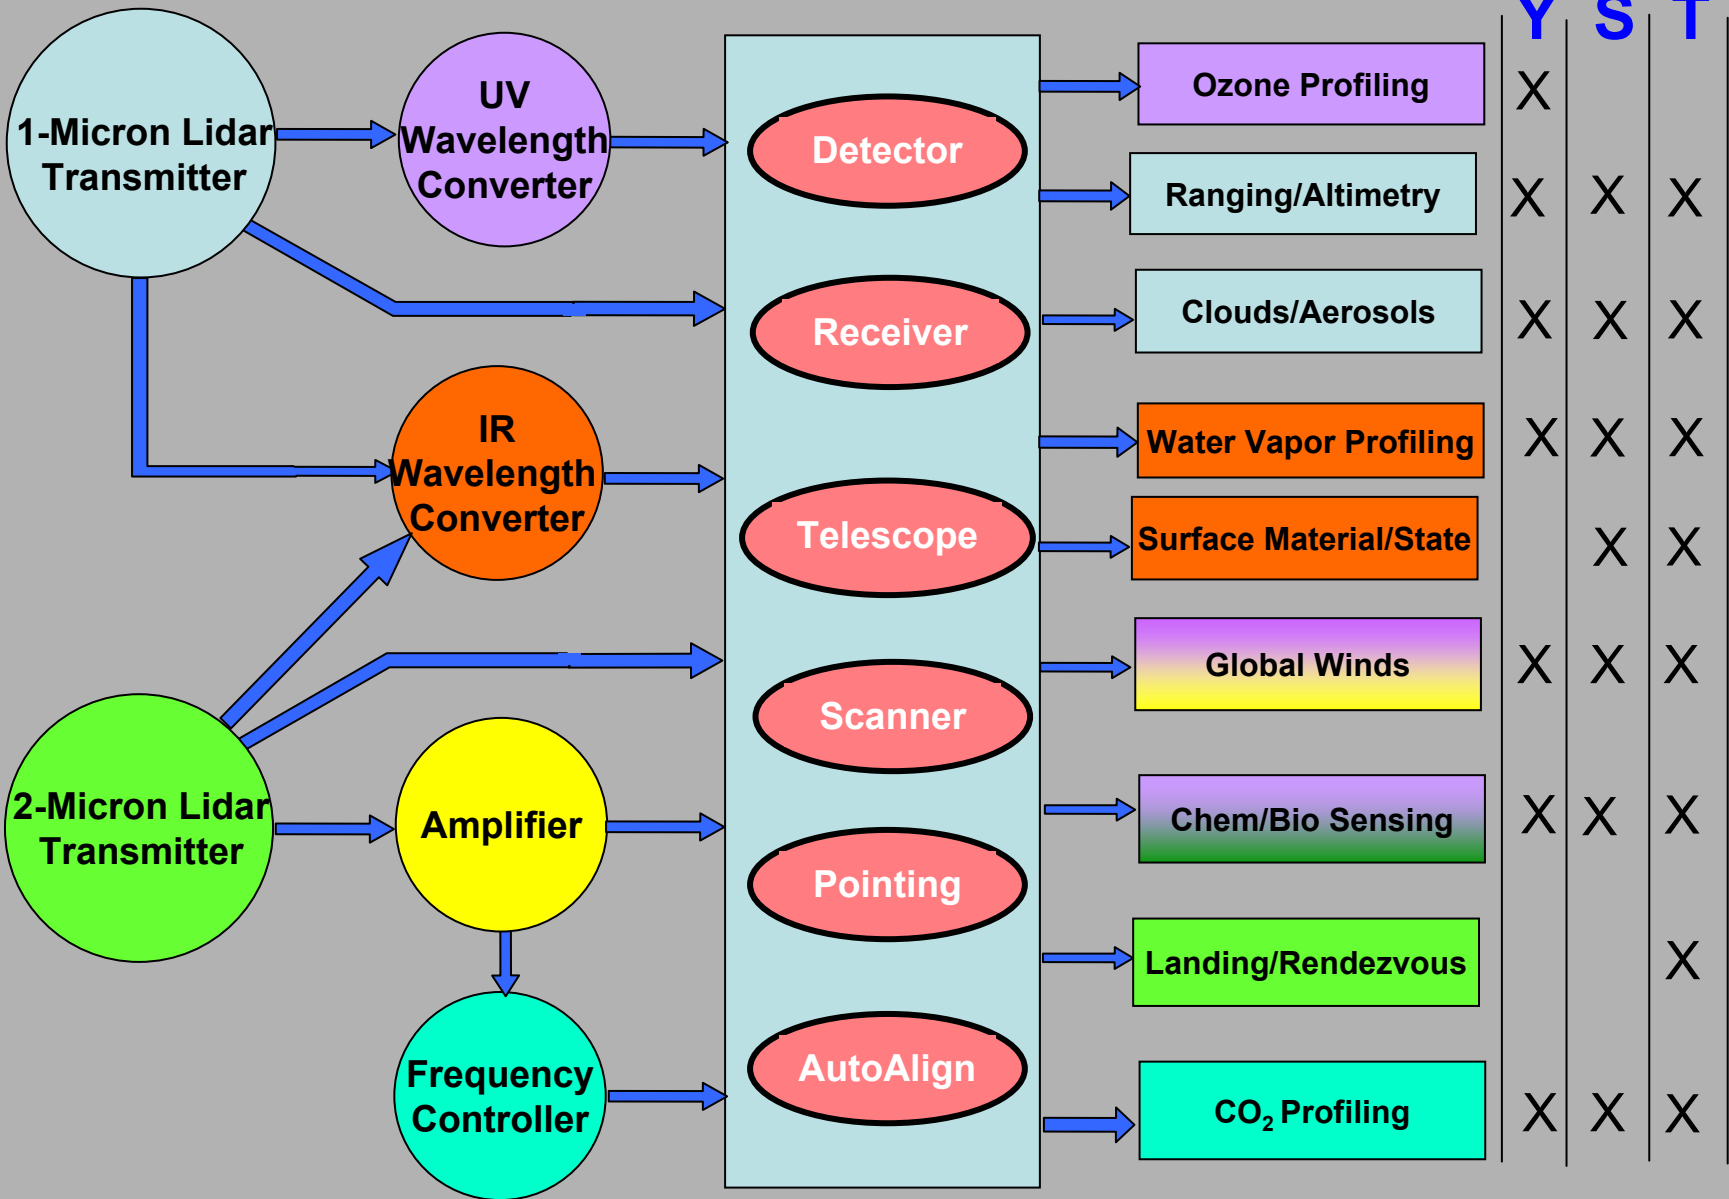 Y S T
1-Micron Lidar
Transmitter
UV
Wavelength
Converter
IR
Wavelength
Converter
2-Micron Lidar
Transmitter
Amplifier
Frequency
Controller
Detector
Receiver
Telescope
Scanner
Pointing
AutoAlign
Ozone Profiling X
Ranging/Altimetry X X X
Clouds/Aerosols X X X
Water Vapor Profiling X X X
Surface Material/State X X
Global Winds X X X
Chem/Bio Sensing X X X
Landing/Rendezvous X
CO₂ Profiling X X X